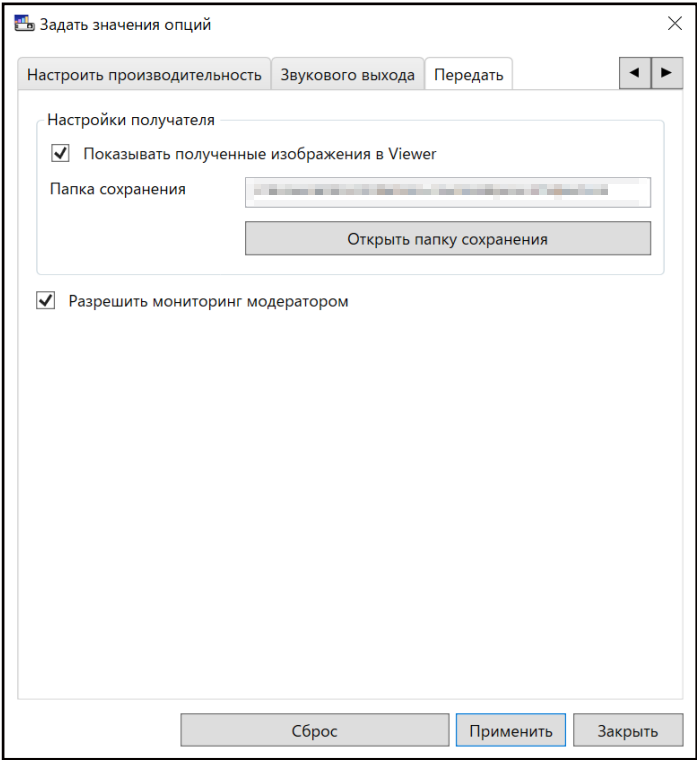 Задать значения опций
Настроить производительность Звукового выхода Передать
Настройки получателя
Показывать полученные изображения в Viewer
Папка сохранения
Открыть папку сохранения
Разрешить мониторинг модератором
Сброс Применить Закрыть